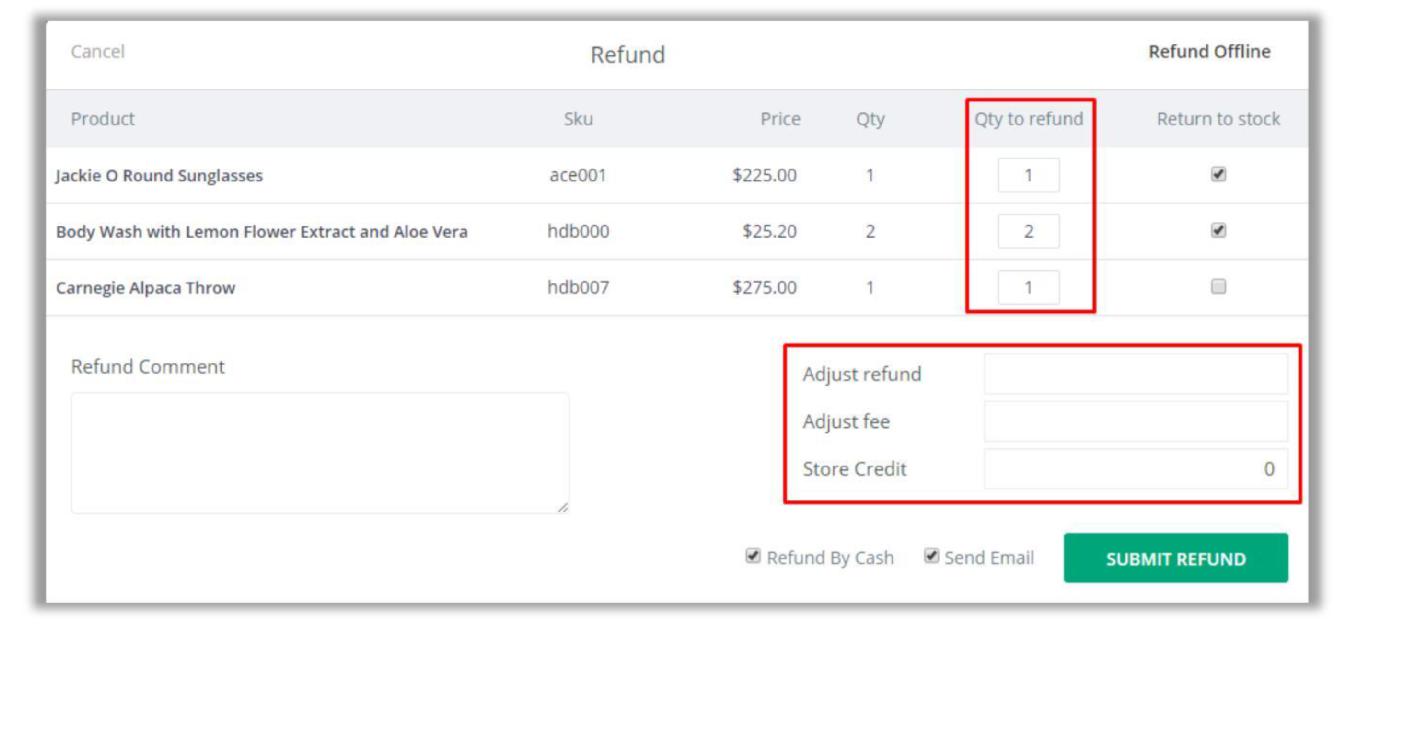 Cancel Refund Refund Offline
Product Sku Price Qty Qty to refund Return to stock
Jackie O Round Sunglasses ace001 $225.00 1 1
Body Wash with Lemon Flower Extract and Aloe Vera hdb000 $25.20 2 2
Carnegie Alpaca Throw hdb007 $275.00 1 1
Refund Comment
Adjust refund
Adjust fee
Store Credit 0
Refund By Cash Send Email SUBMIT REFUND